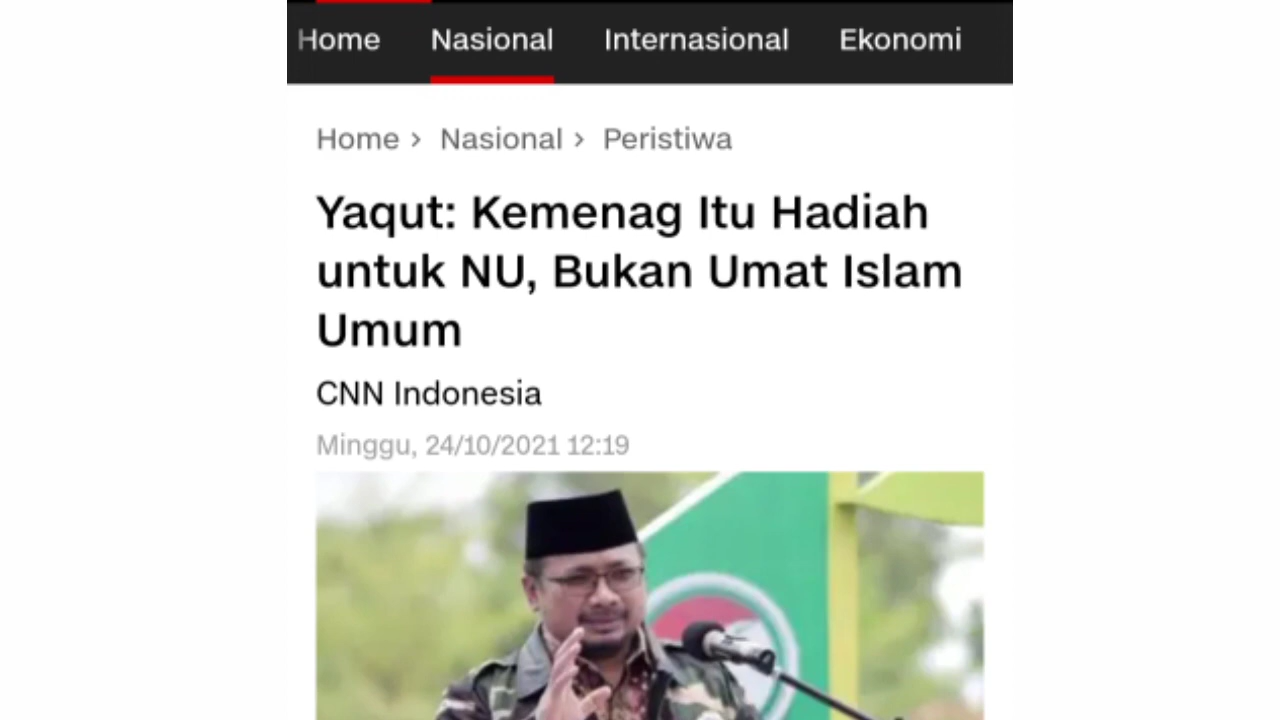 Home Nasional Internasional Ekonomi
Home > Nasional > Peristiwa
Yaqut: Kemenag Itu Hadiah
untuk NU, Bukan Umat Islam
Umum
CNN Indonesia
Minggu, 24/10/2021 12:19